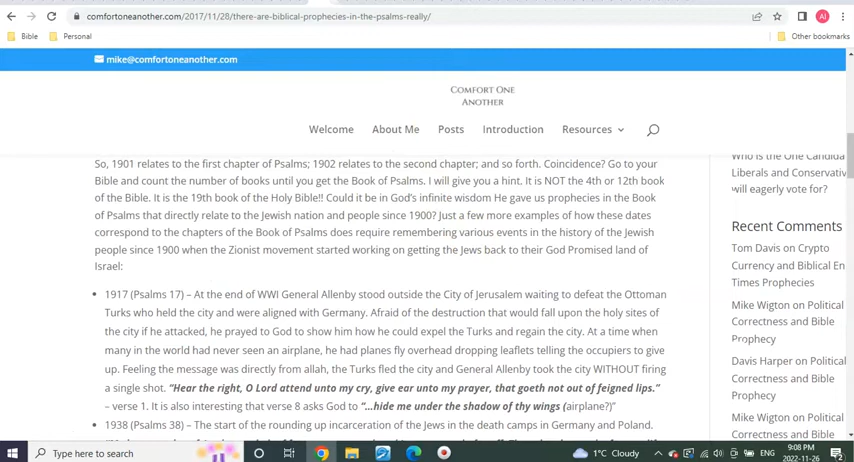 comfortoneanother.com/2017/11/28/there-are-biblical-prophecies-in-the-psalms-really/
AI
Bible
Personal
Other bookmarks
mike@comfortoneanother.com
COMFORT ONE
ANOTHER
Welcome
About Me
Posts
Introduction
Resources
So, 1901 relates to the first chapter of Psalms; 1902 relates to the second chapter; and so forth. Coincidence? Go to your
Bible and count the number of books until you get the Book of Psalms. I will give you a hint. It is NOT the 4th or 12th book
of the Bible. It is the 19th book of the Holy Bible!! Could it be in God's infinite wisdom He gave us prophecies in the Book
of Psalms that directly relate to the Jewish nation and people since 1900? Just a few more examples of how these dates
correspond to the chapters of the Book of Psalms does require remembering various events in the history of the Jewish
people since 1900 when the Zionist movement started working on getting the Jews back to their God Promised land of
Israel:
1917 (Psalms 17) – At the end of WWI General Allenby stood outside the City of Jerusalem waiting to defeat the Ottoman
Turks who held the city and were aligned with Germany. Afraid of the destruction that would fall upon the holy sites of
the city if he attacked, he prayed to God to show him how he could expel the Turks and regain the city. At a time when
many in the world had never seen an airplane, he had planes fly overhead dropping leaflets telling the occupiers to give
up. Feeling the message was directly from allah, the Turks fled the city and General Allenby took the city WITHOUT firing
a single shot. "Hear the right, O Lord attend unto my cry, give ear unto my prayer, that goeth not out of feigned lips."
– verse 1. It is also interesting that verse 8 asks God to "...hide me under the shadow of thy wings (airplane?)"
1938 (Psalms 38) – The start of the rounding up incarceration of the Jews in the death camps in Germany and Poland.
Who is the One Candida
Liberals and Conservativ
will eagerly vote for?
Recent Comments
Tom Davis on Crypto
Currency and Biblical En
Times Prophecies
Mike Wigton on Political
Correctness and Bible
Prophecy
Davis Harper on Political
Correctness and Bible
Prophecy
Mike Wigton on Political
Correctness and Bible
Type here to search
1°C Cloudy
ENG
9:08 PM
2022-11-26
2